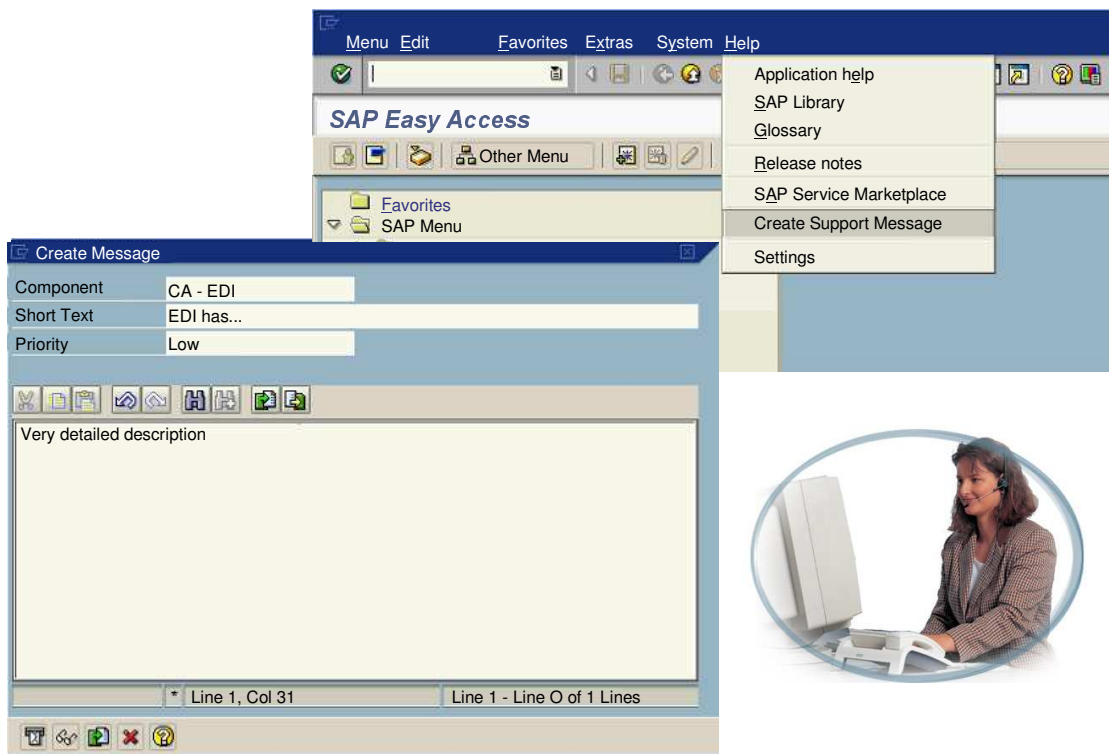 Menu Edit Favorites Extras System Help
Application help
SAP Library
Glossary
Release notes
SAP Service Marketplace
Create Support Message
Settings
SAP Easy Access
Other Menu
Favorites
SAP Menu
Create Message
Component CA - EDI
Short Text EDI has...
Priority Low
Very detailed description
* Line 1, Col 31 Line 1 - Line O of 1 Lines